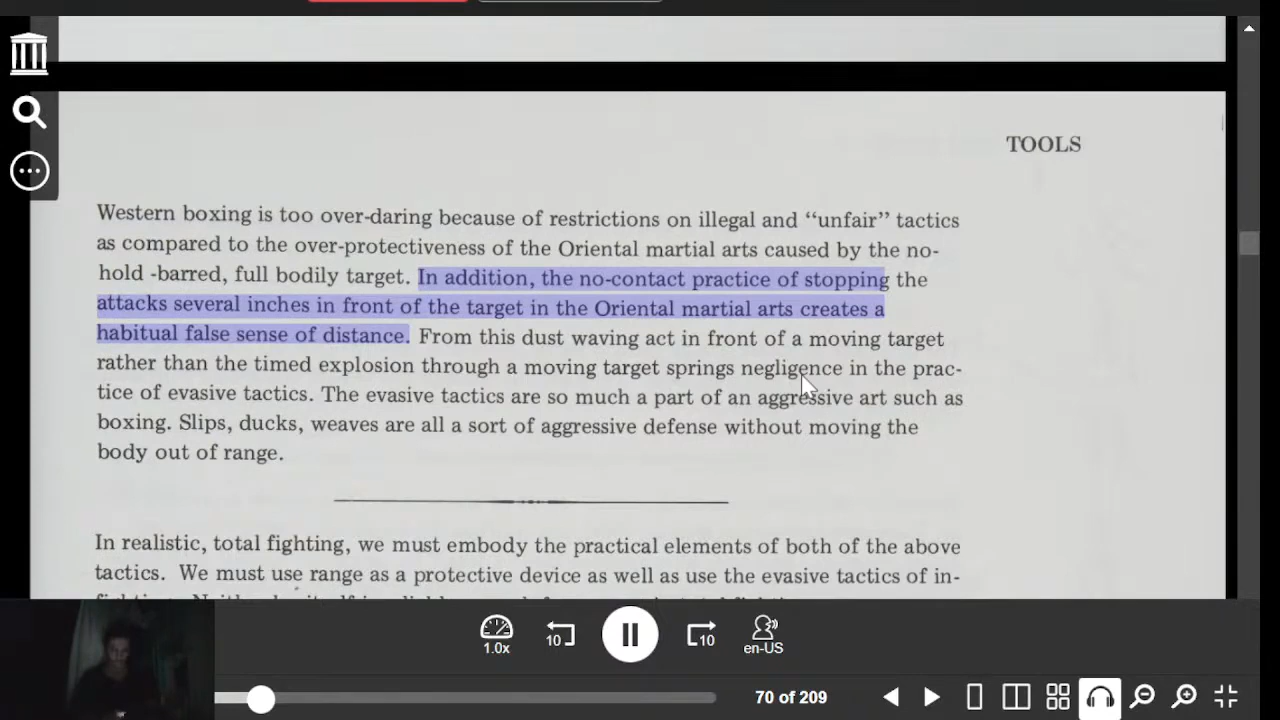 TOOLS
Western boxing is too over-daring because of restrictions on illegal and “unfair” tactics
as compared to the over-protectiveness of the Oriental martial arts caused by the no-
hold -barred, full bodily target. In addition, the no-contact practice of stopping the
attacks several inches in front of the target in the Oriental martial arts creates a
habitual false sense of distance. From this dust waving act in front of a moving target
rather than the timed explosion through a moving target springs negligence in the prac-
tice of evasive tactics. The evasive tactics are so much a part of an aggressive art such as
boxing. Slips, ducks, weaves are all a sort of aggressive defense without moving the
body out of range.
In realistic, total fighting, we must embody the practical elements of both of the above
tactics. We must use range as a protective device as well as use the evasive tactics of in-
1.0x
10
10
en-US
70 of 209